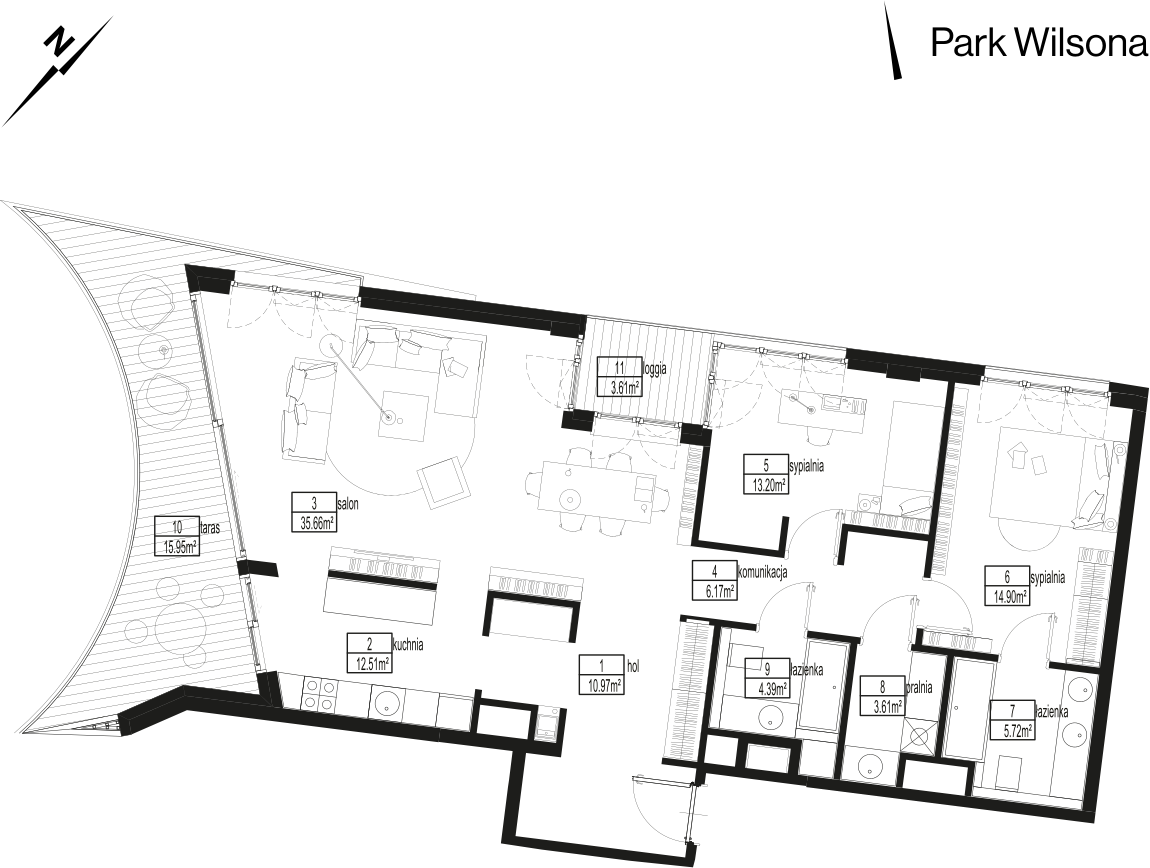 N
Park Wilsona
11 loggia
3.61m²
5 sypialnia
13.20m²
3 salon
35.66m²
10 taras
15.95m²
4 komunikacja
6.17m²
6 sypialnia
14.90m²
2 kuchnia
12.51m²
1 hol
10.97m²
9 łazienka
4.39m²
8 pralnia
3.61m²
7 łazienka
5.72m²